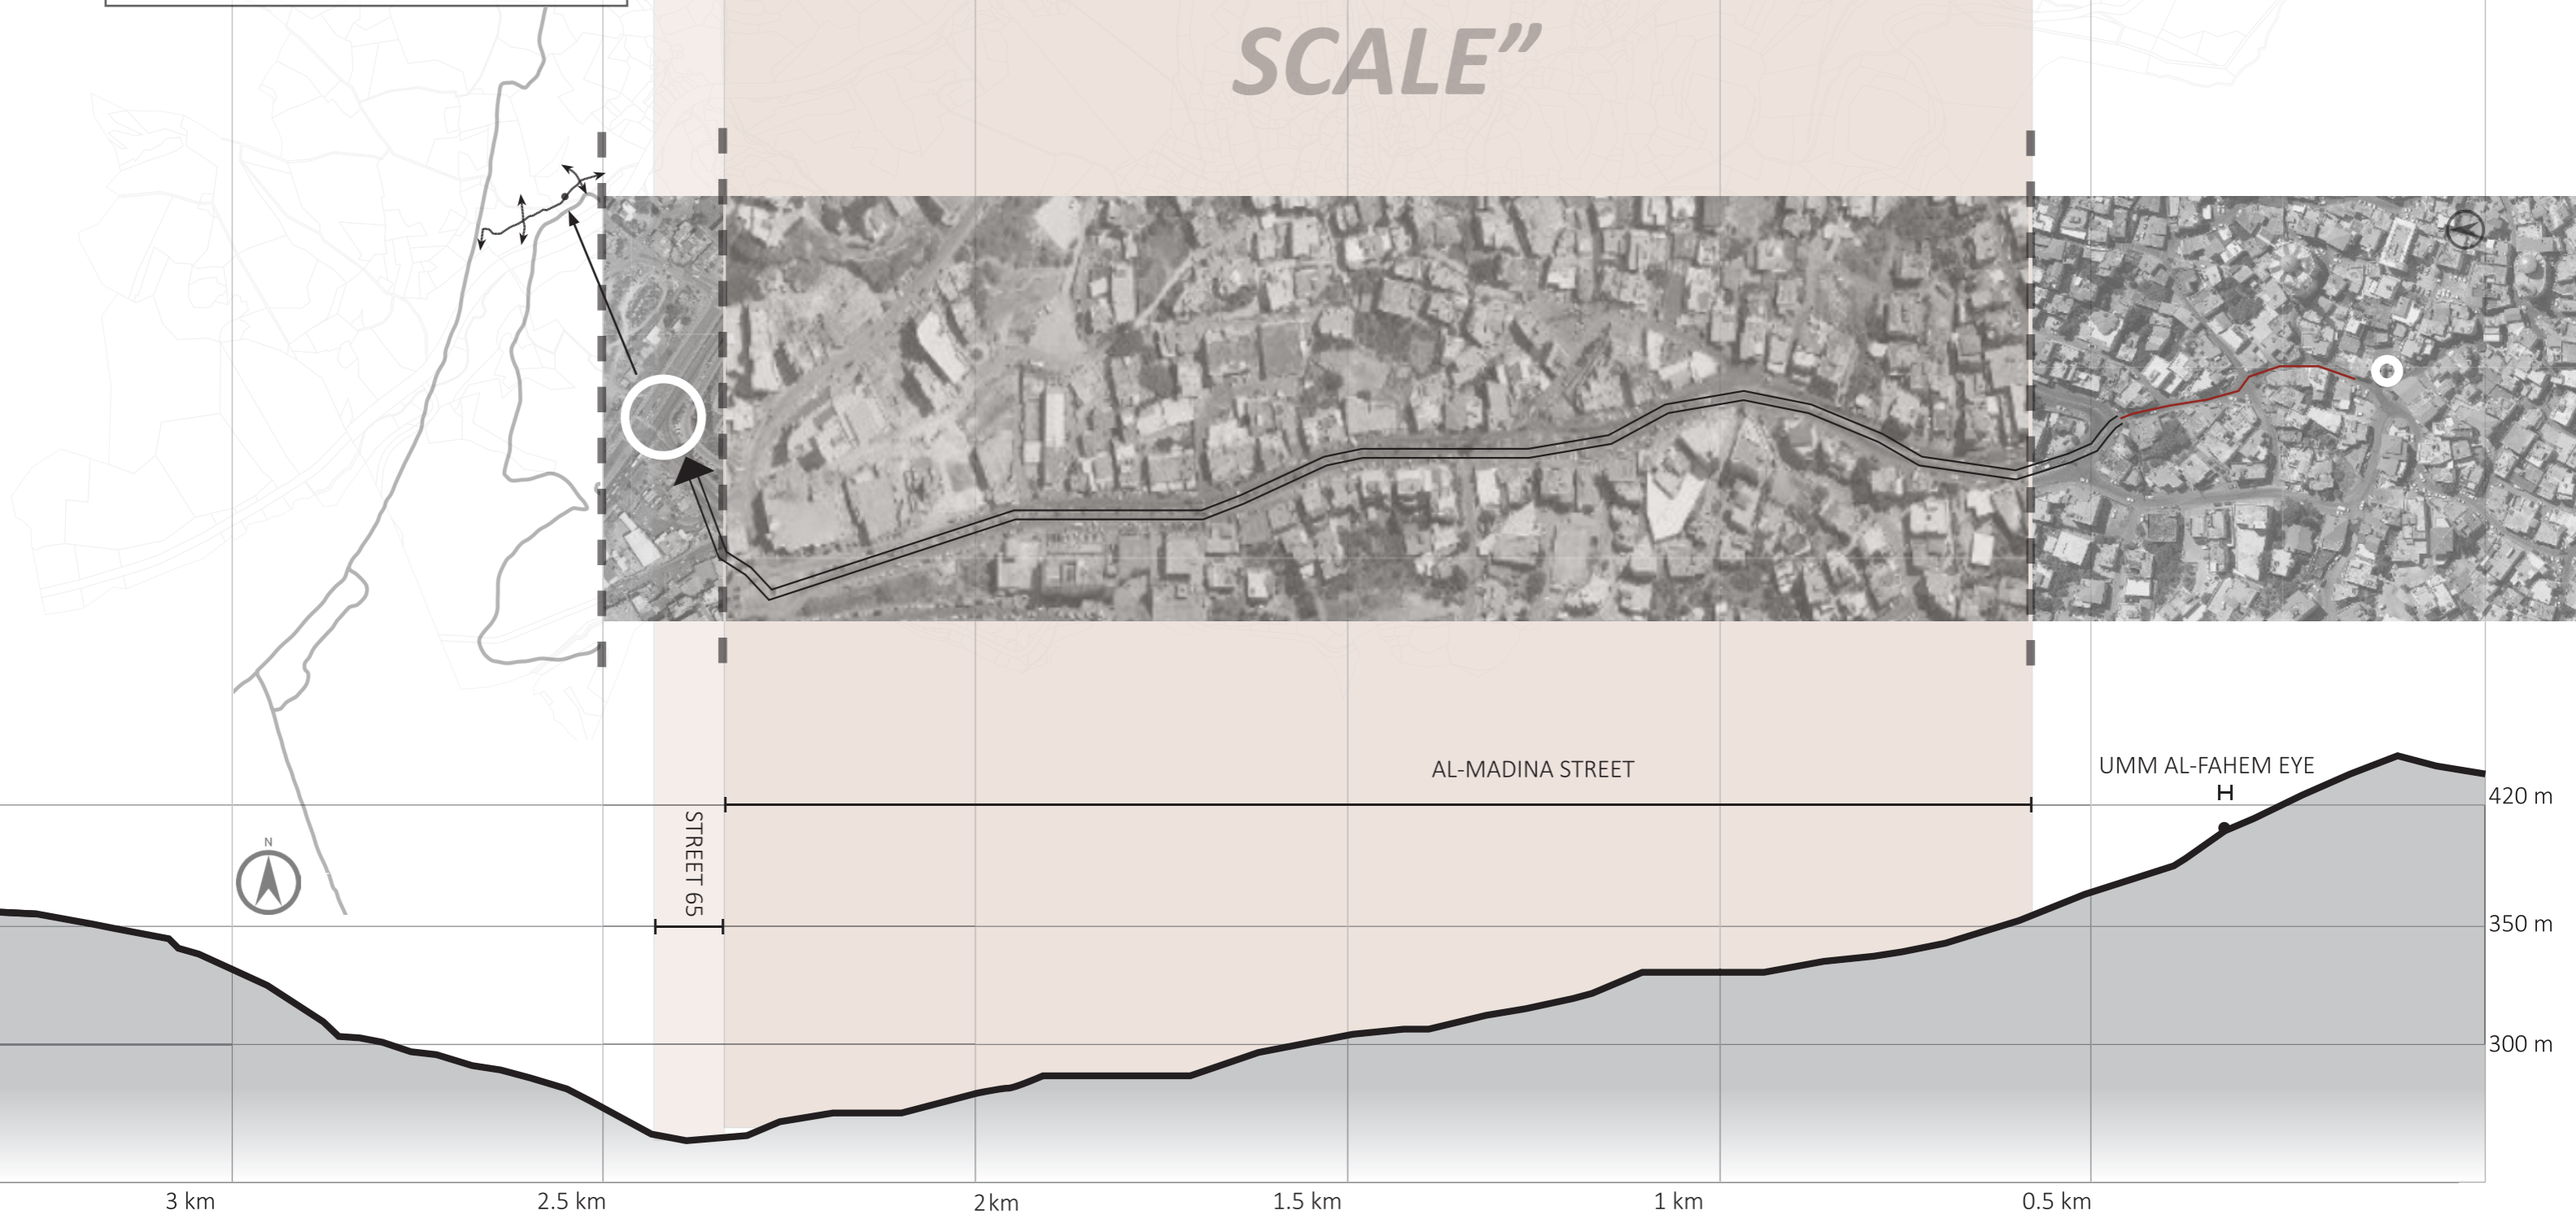 SCALE”
AL-MADINA STREET
UMM AL-FAHEM EYE
420 m
STREET 65
N
350 m
300 m
3 km
2.5 km
2km
1.5 km
1 km
0.5 km